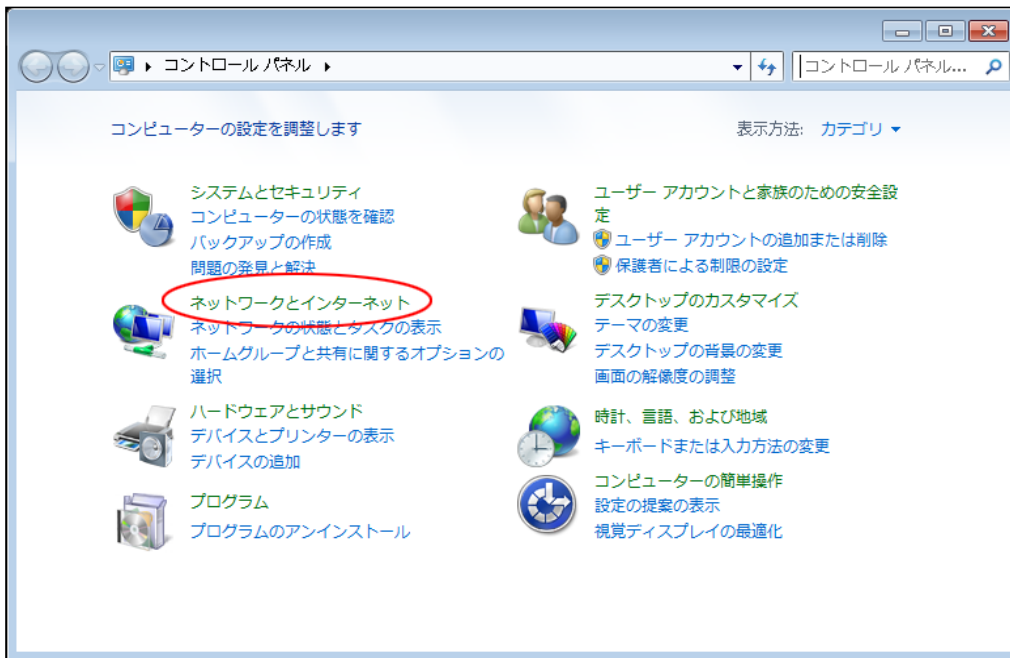 コントロール パネル
コントロール パネル...
コンピューターの設定を調整します
表示方法: カテゴリ
システムとセキュリティ
コンピューターの状態を確認
バックアップの作成
問題の発見と解決
ネットワークとインターネット
ネットワークの状態とタスクの表示
ホームグループと共有に関するオプションの
選択
ハードウェアとサウンド
デバイスとプリンターの表示
デバイスの追加
プログラム
プログラムのアンインストール
ユーザー アカウントと家族のための安全設
定
ユーザー アカウントの追加または削除
保護者による制限の設定
デスクトップのカスタマイズ
テーマの変更
デスクトップの背景の変更
画面の解像度の調整
時計、言語、および地域
キーボードまたは入力方法の変更
コンピューターの簡単操作
設定の提案の表示
視覚ディスプレイの最適化